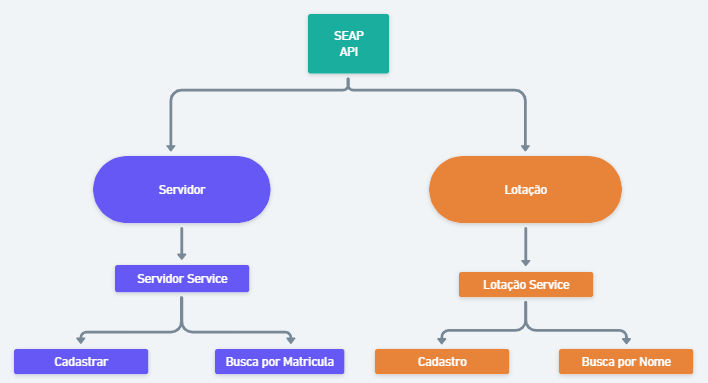 SEAP
API
Servidor
Lotação
Servidor Service
Lotação Service
Cadastrar
Busca por Matricula
Cadastro
Busca por Nome